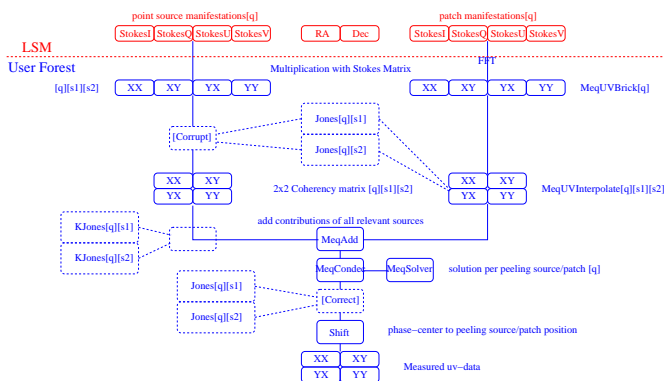 point source manifestations[q] patch manifestations[q]
StokesI StokesQ StokesU StokesV RA Dec StokesI StokesQ StokesU StokesV
LSM
User Forest Multiplication with Stokes Matrix FFT
[q][s1][s2] XX XY YX YY XX XY YX YY MeqUVBrick[q]
Jones[q][s1]
[Corrupt]
Jones[q][s2]
XX XY XX XY
2x2 Coherency matrix [q][s1][s2] MeqUVInterpolate[q][s1][s2]
YX YY YX YY
add contributions of all relevant sources
KJones[q][s1]
MeqAdd
KJones[q][s2]
MeqCondeq MeqSolver solution per peeling source/patch [q]
Jones[q][s1]
[Correct]
Jones[q][s2]
Shift phase−center to peeling source/patch position
XX XY
Measured uv−data
YX YY